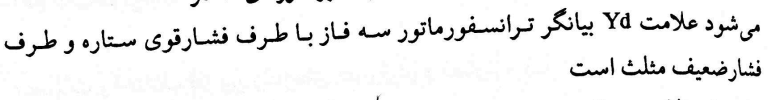 می‌شود علامت Yd بیانگر ترانسفورماتور سه فاز با طرف فشارقوی ستاره و طرف
فشارضعیف مثلث است